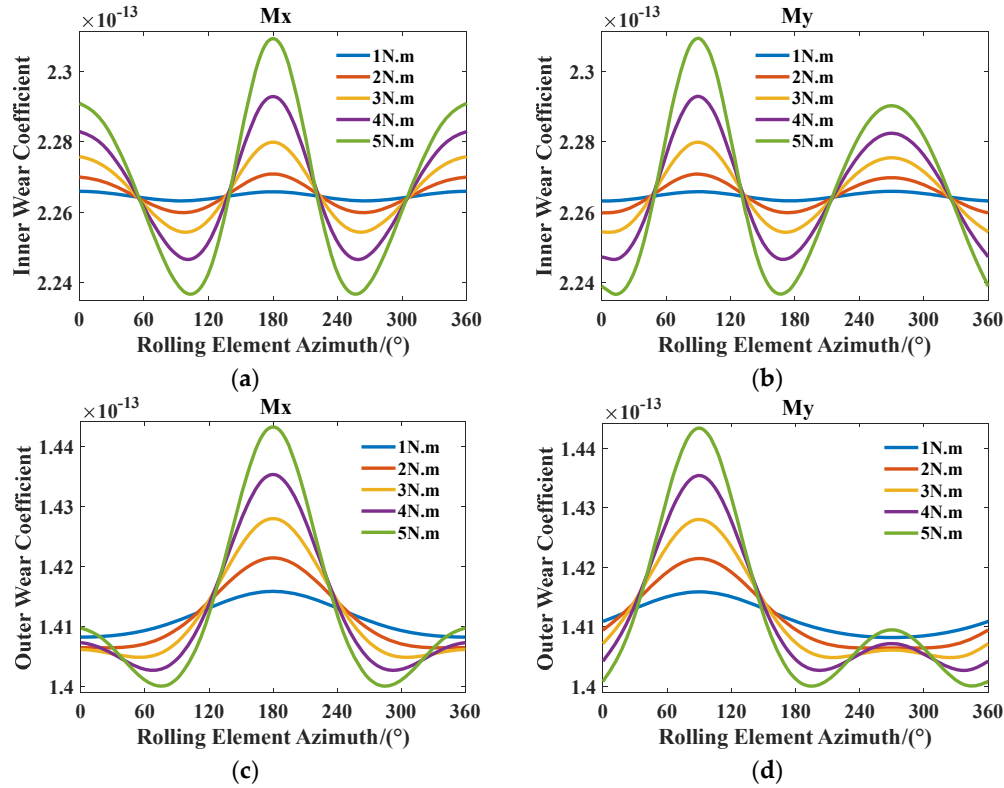 ×10⁻¹³
Mx
Inner Wear Coefficient
2.3
2.28
2.26
2.24
1N.m
2N.m
3N.m
4N.m
5N.m
0 60 120 180 240 300 360
Rolling Element Azimuth/(°)
(a)
×10⁻¹³
My
Inner Wear Coefficient
2.3
2.28
2.26
2.24
1N.m
2N.m
3N.m
4N.m
5N.m
0 60 120 180 240 300 360
Rolling Element Azimuth/(°)
(b)
×10⁻¹³
Mx
Outer Wear Coefficient
1.44
1.43
1.42
1.41
1.4
1N.m
2N.m
3N.m
4N.m
5N.m
0 60 120 180 240 300 360
Rolling Element Azimuth/(°)
(c)
×10⁻¹³
My
Outer Wear Coefficient
1.44
1.43
1.42
1.41
1.4
1N.m
2N.m
3N.m
4N.m
5N.m
0 60 120 180 240 300 360
Rolling Element Azimuth/(°)
(d)